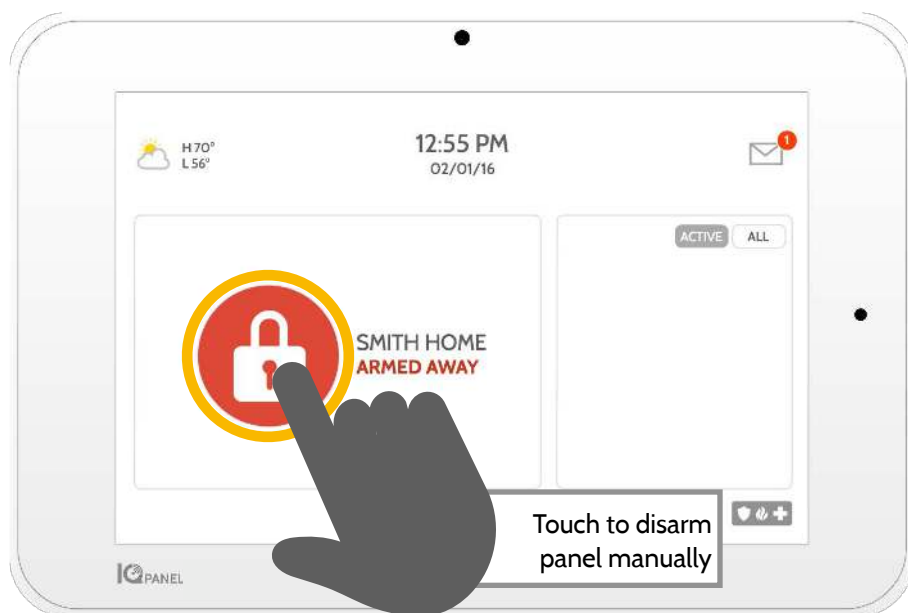 H 70°
L 56°
12:55 PM
02/01/16
1
ACTIVE
ALL
SMITH HOME
ARMED AWAY
Touch to disarm
panel manually
IQ PANEL